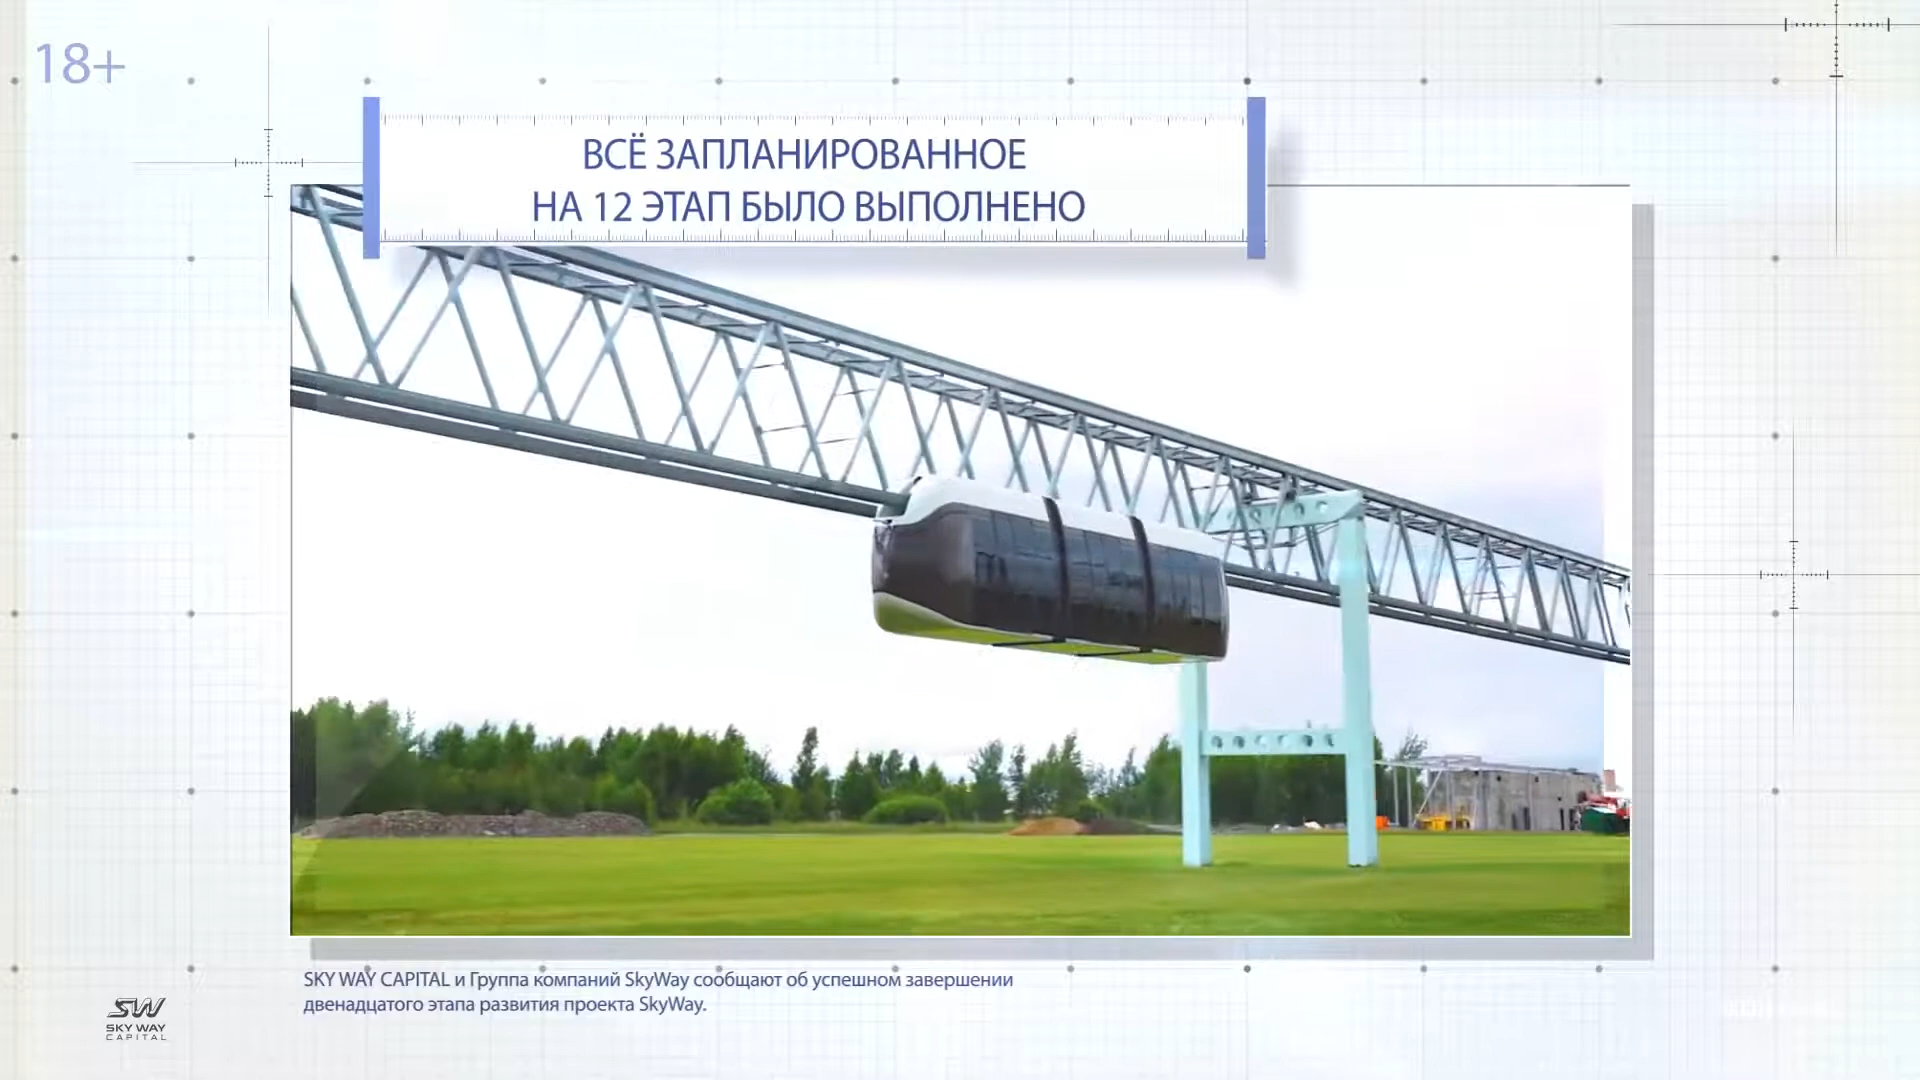 18+
ВСЁ ЗАПЛАНИРОВАННОЕ
НА 12 ЭТАП БЫЛО ВЫПОЛНЕНО
SKY WAY CAPITAL и Группа компаний SkyWay сообщают об успешном завершении
двенадцатого этапа развития проекта SkyWay.
SW
SKY WAY
CAPITAL